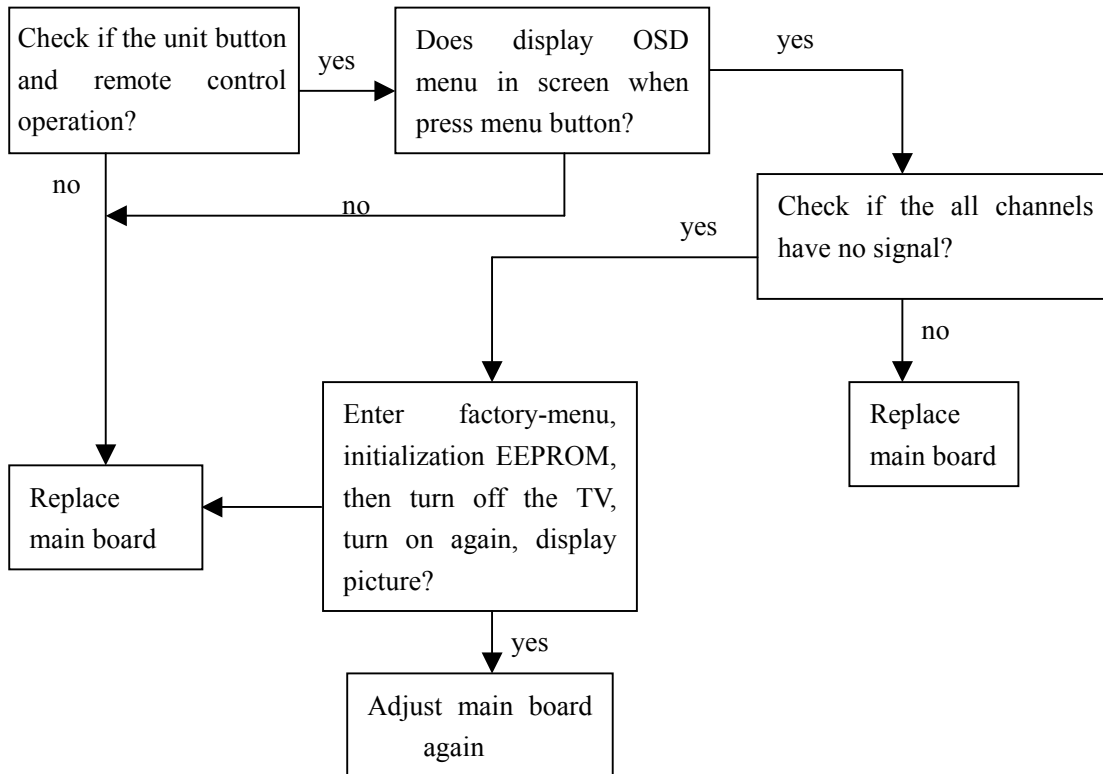 Check if the unit button
and remote control
operation?
yes
Does display OSD
menu in screen when
press menu button?
yes
no
no
Check if the all channels
have no signal?
yes
no
Enter factory-menu,
initialization EEPROM,
then turn off the TV,
turn on again, display
picture?
Replace
main board
Replace
main board
yes
Adjust main board
again